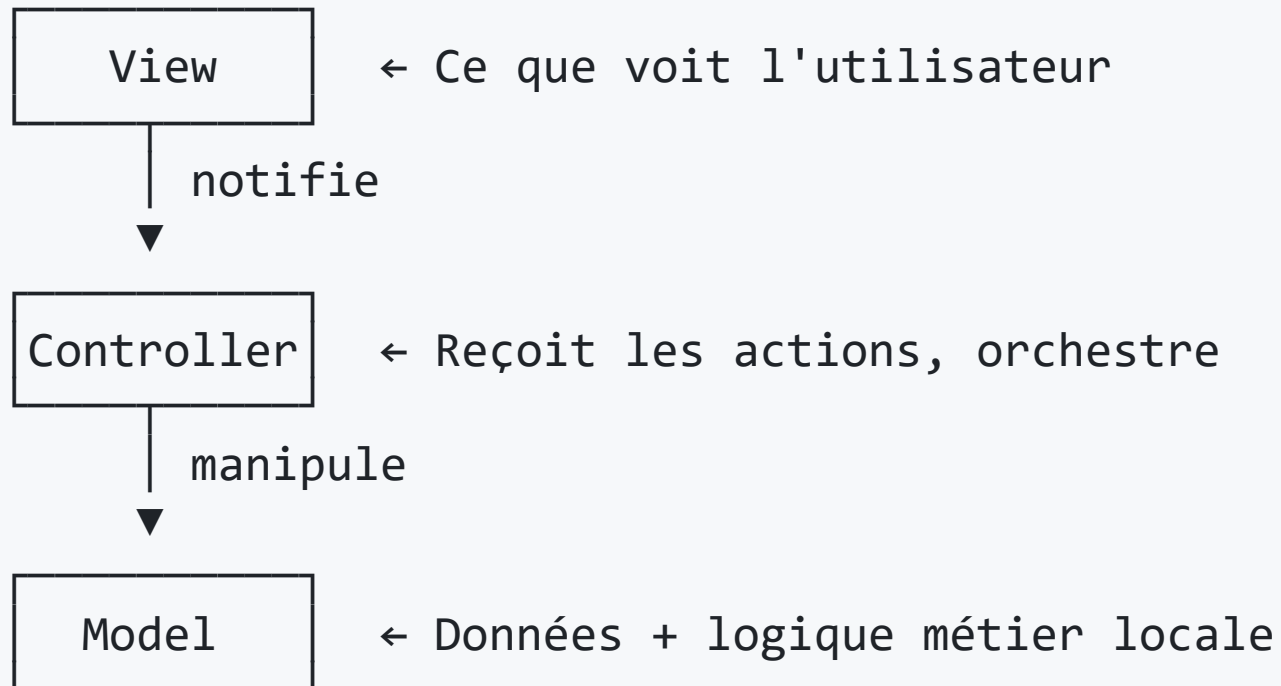 View ← Ce que voit l'utilisateur
notifie
Controller ← Reçoit les actions, orchestre
manipule
Model ← Données + logique métier locale